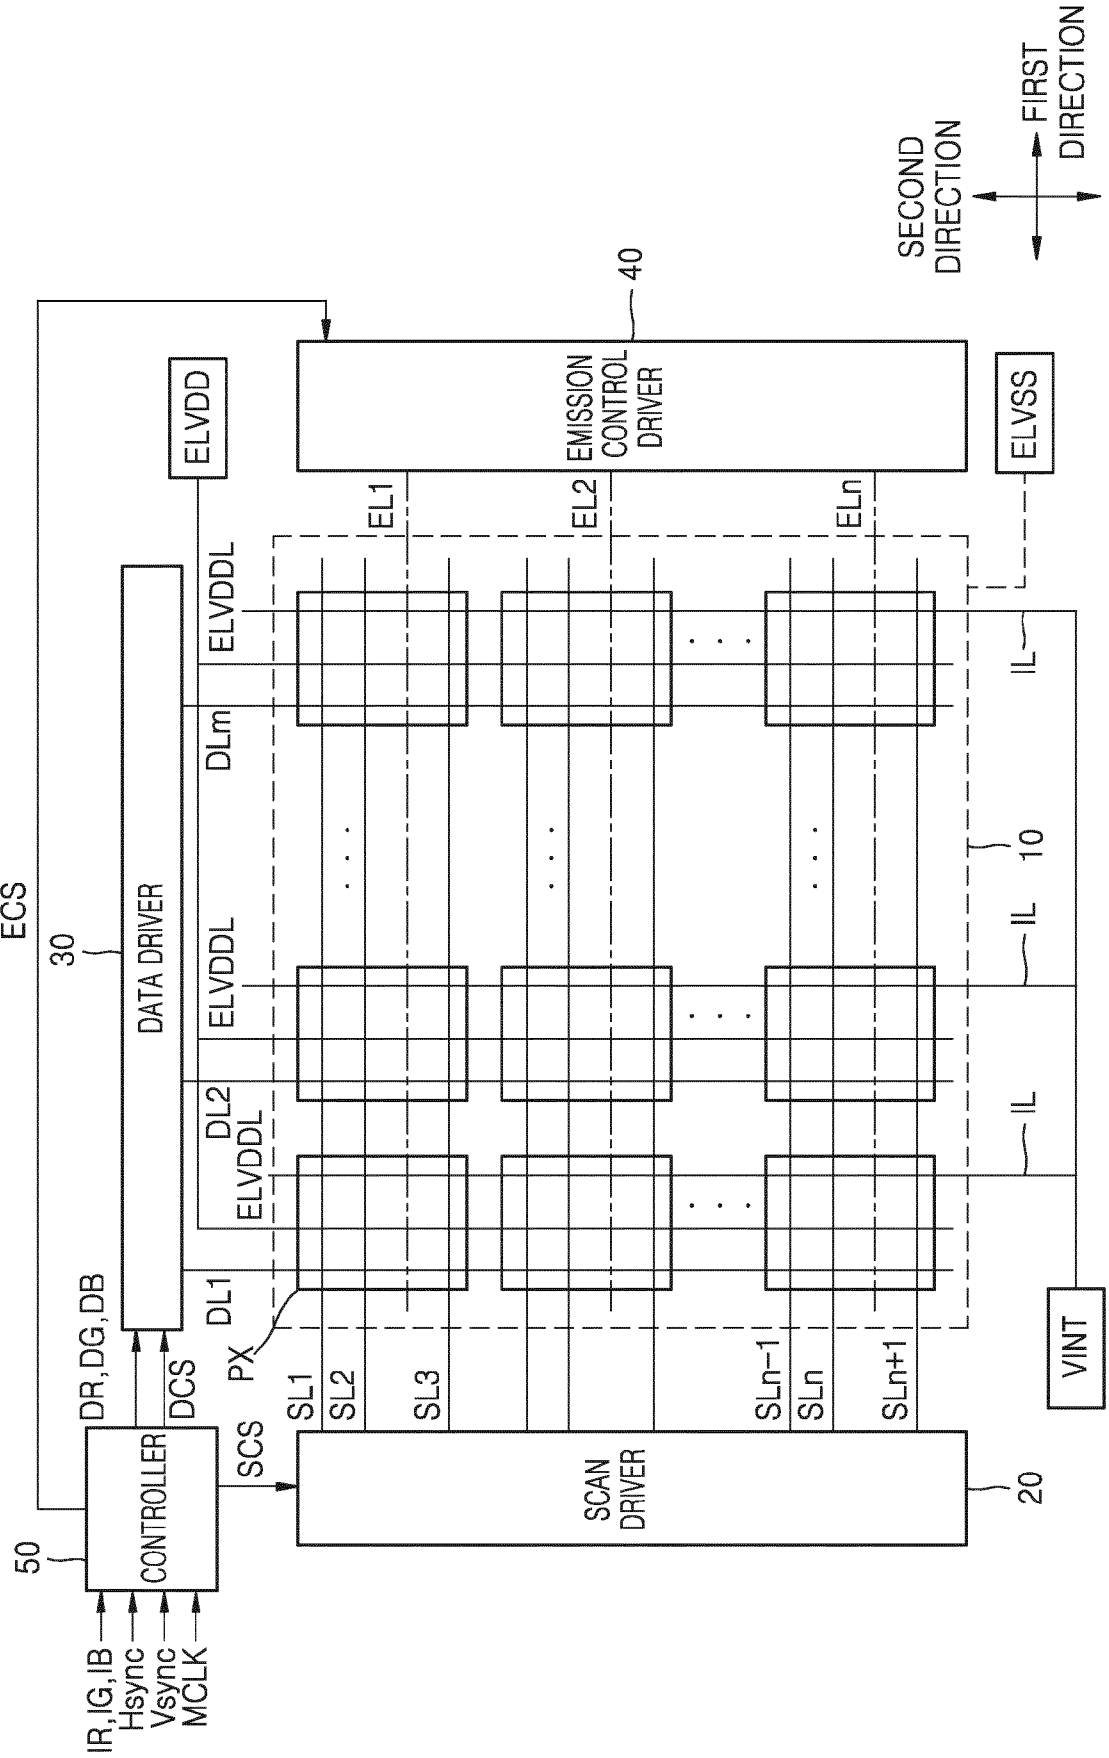 ECS
30
DATA DRIVER
ELVDD
50
CONTROLLER
IR,IG,IB
Hsync
Vsync
MCLK
DR,DG,DB
DCS
SCS
DL1
ELVDDL
DL2
ELVDDL
DLm
ELVDDL
PX
SL1
SL2
SL3
SLn-1
SLn
SLn+1
SCAN
DRIVER
20
EL1
EL2
ELn
EMISSION
CONTROL
DRIVER
40
10
IL
IL
IL
VINT
ELVSS
SECOND
DIRECTION
FIRST
DIRECTION